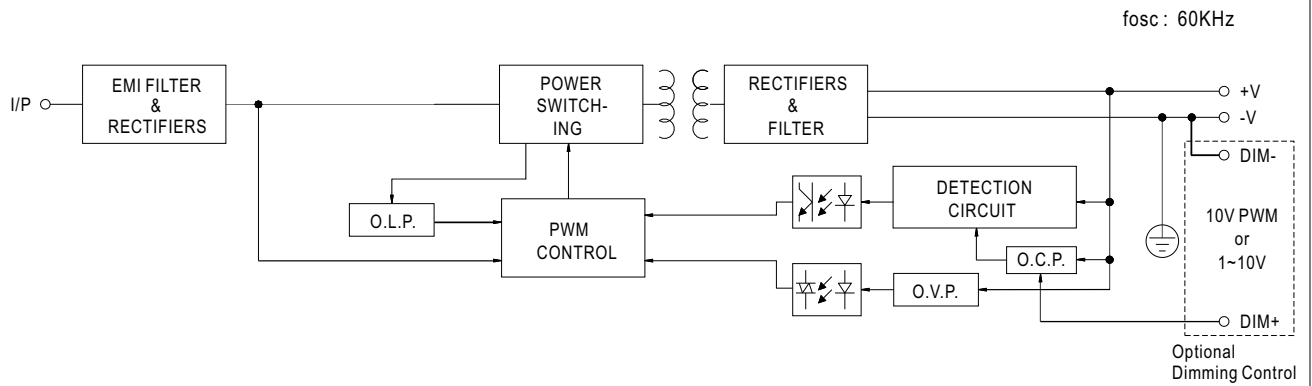 fosc : 60KHz
I/P
EMI FILTER
&
RECTIFIERS
POWER
SWITCH-
ING
RECTIFIERS
&
FILTER
+V
-V
DIM-
O.L.P.
PWM
CONTROL
DETECTION
CIRCUIT
O.C.P.
O.V.P.
10V PWM
or
1~10V
DIM+
Optional
Dimming Control